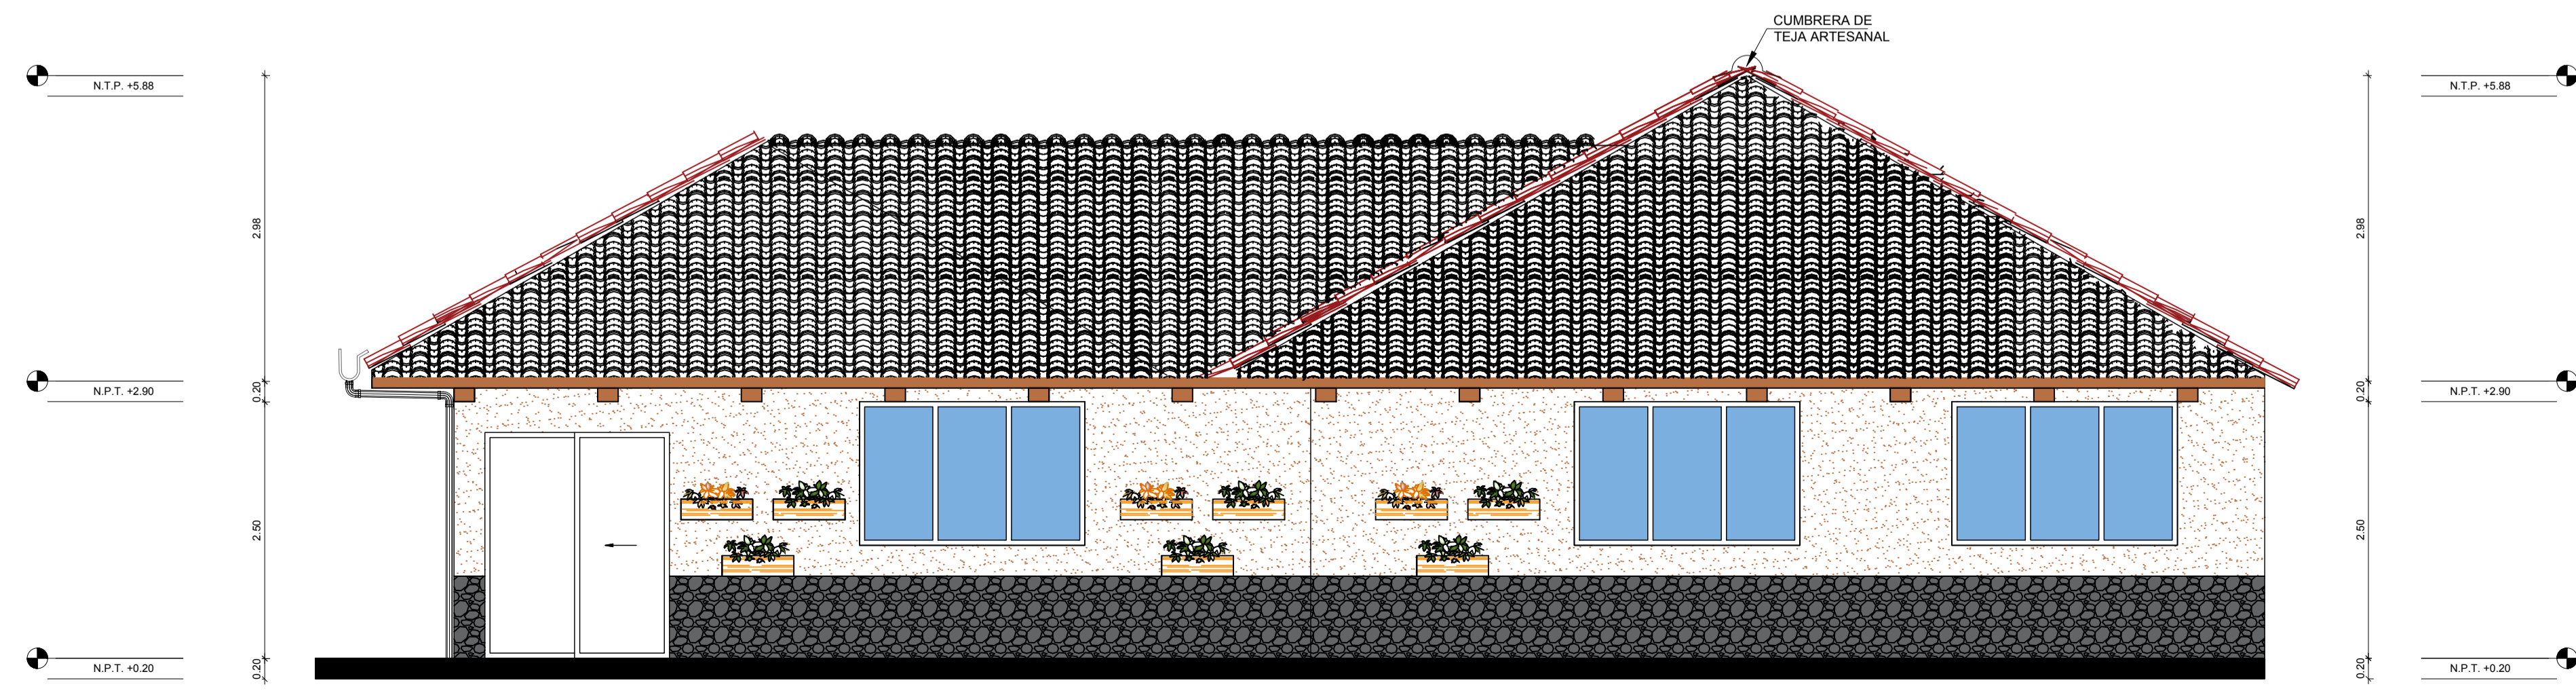 CUMBRERA DE
TEJA ARTESANAL
N.T.P. +5.88
N.T.P. +5.88
2.98
2.98
N.P.T. +2.90
0.20
0.20
N.P.T. +2.90
2.50
2.50
N.P.T. +0.20
0.20
0.20
N.P.T. +0.20